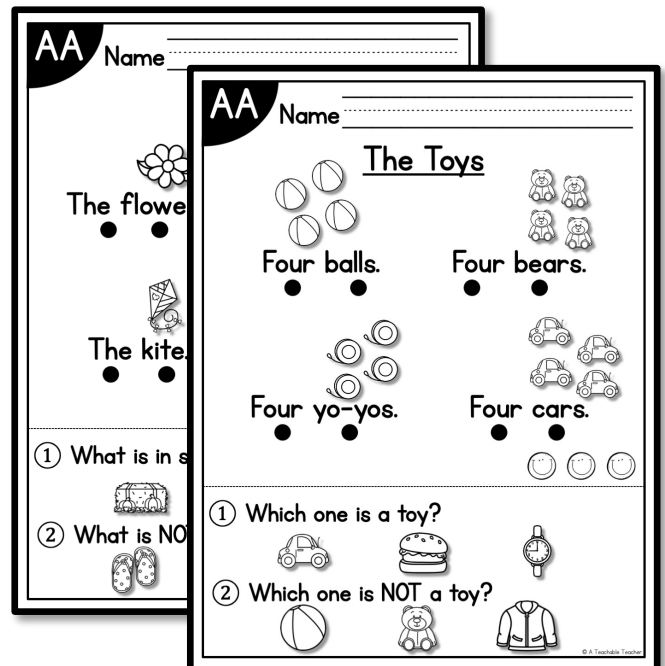 AA
Name
The flowe
The kite.
1 What is in s
2 What is NO
AA
Name
The Toys
Four balls.
Four bears.
Four yo-yos.
Four cars.
1 Which one is a toy?
2 Which one is NOT a toy?
© A Teachable Teacher